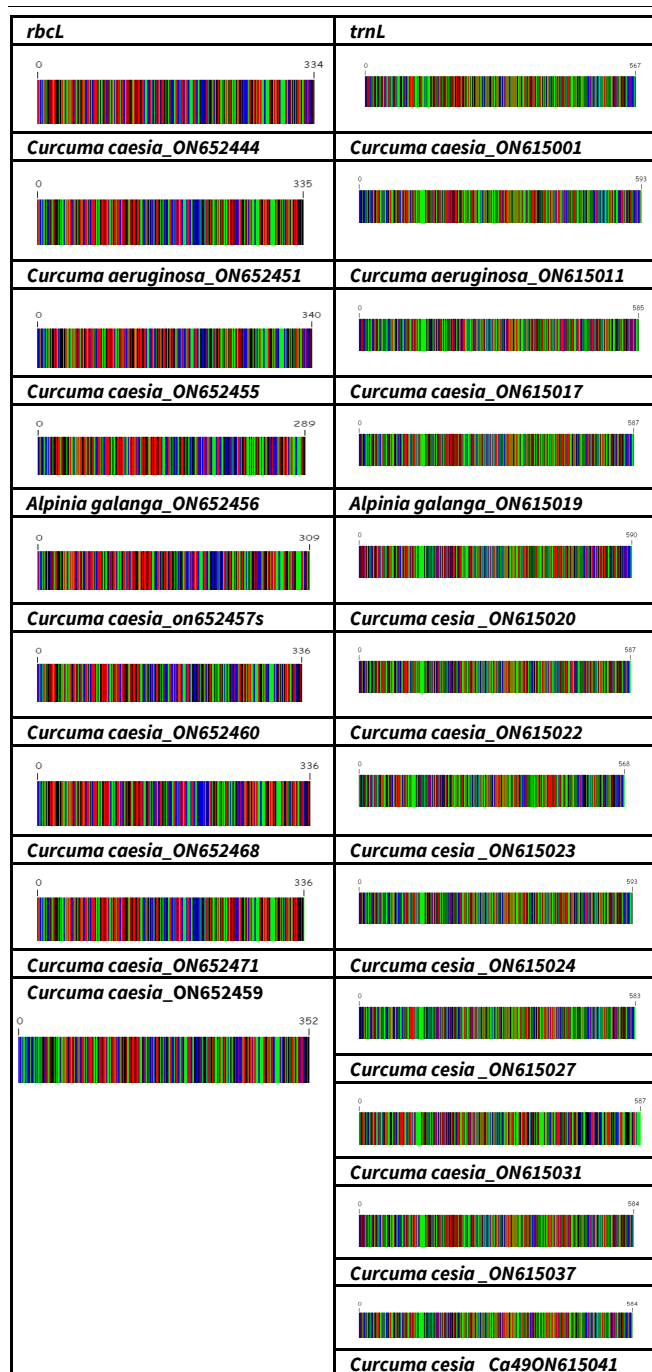 rbcL
trnL
0 334
0 567
Curcuma caesia_ON652444
Curcuma caesia_ON615001
0 335
0 593
Curcuma aeruginosa_ON652451
Curcuma aeruginosa_ON615011
0 340
0 585
Curcuma caesia_ON652455
Curcuma caesia_ON615017
0 289
0 587
Alpinia galanga_ON652456
Alpinia galanga_ON615019
0 309
0 590
Curcuma caesia_on652457s
Curcuma cesia _ON615020
0 336
0 587
Curcuma caesia_ON652460
Curcuma caesia_ON615022
0 336
0 568
Curcuma caesia_ON652468
Curcuma cesia _ON615023
0 336
0 593
Curcuma caesia_ON652471
Curcuma cesia _ON615024
Curcuma caesia_ON652459
0 352
0 583
Curcuma cesia _ON615027
0 587
Curcuma caesia_ON615031
0 584
Curcuma cesia _ON615037
0 564
Curcuma cesia _Cg49ON615041